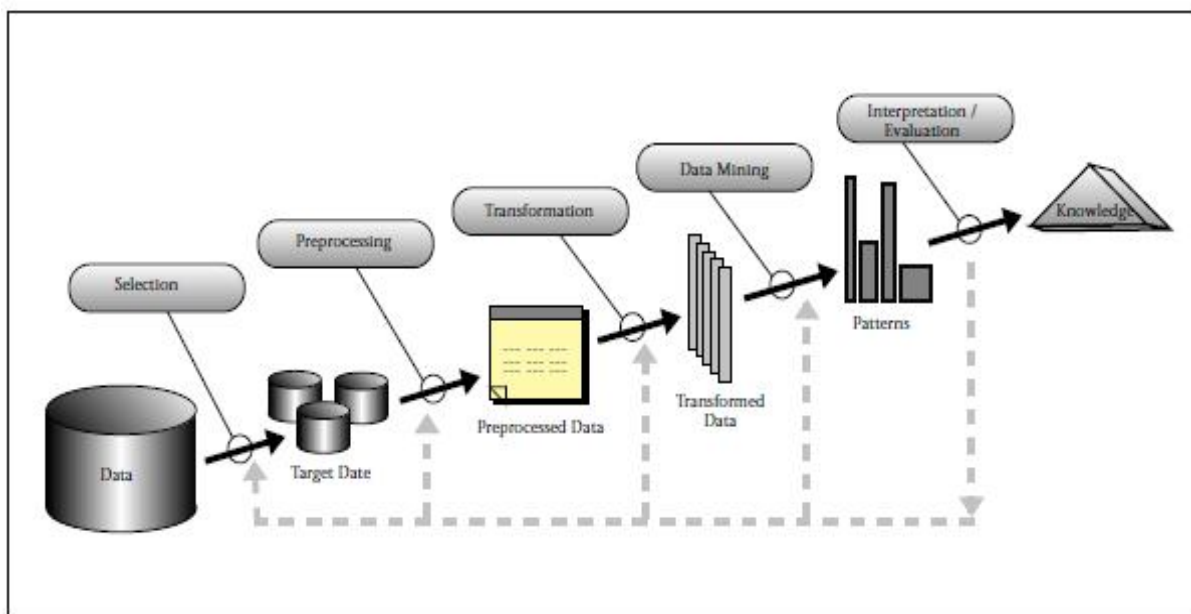 Interpretation /
Evaluation
Data Mining
Transformation
Preprocessing
Selection
Knowledge
Patterns
Transformed
Data
Preprocessed Data
Target Date
Data